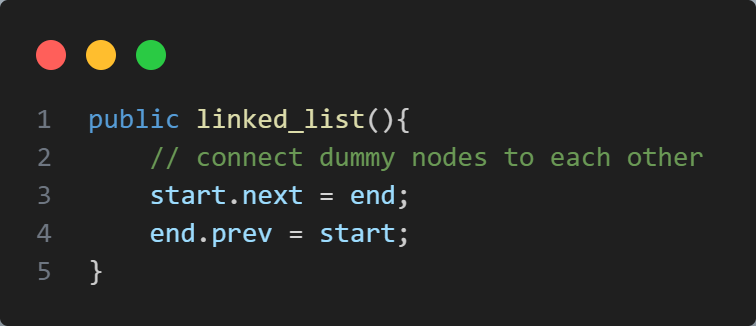 1 public linked_list(){
2     // connect dummy nodes to each other
3     start.next = end;
4     end.prev = start;
5 }